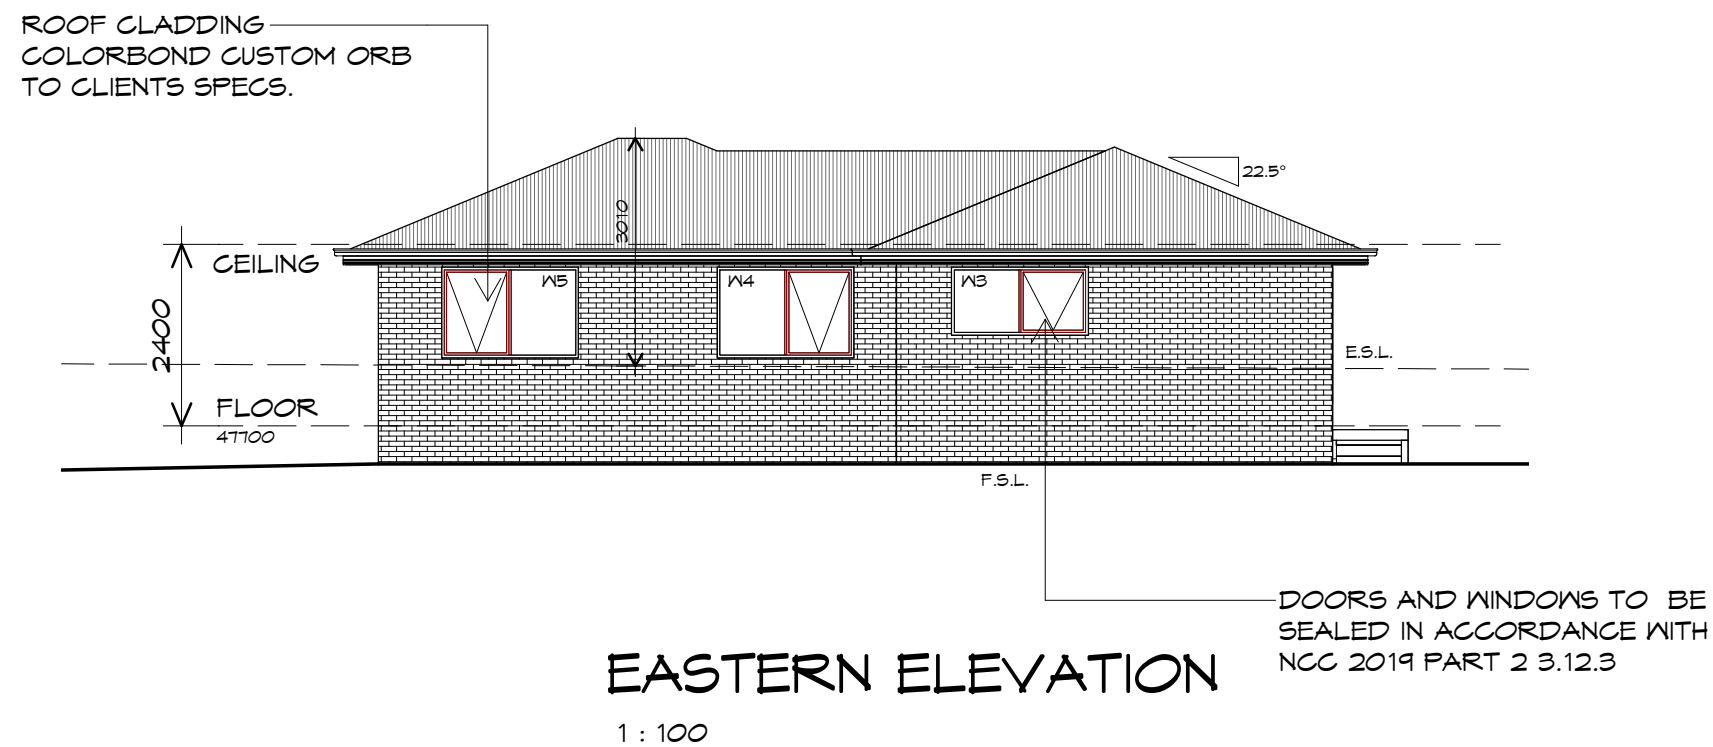 ROOF CLADDING
COLORBOND CUSTOM ORB
TO CLIENTS SPECS.
22.5°
3010
CEILING
W5
W4
W3
2400
E.S.L.
FLOOR
47700
F.S.L.
DOORS AND WINDOWS TO BE
SEALED IN ACCORDANCE WITH
NCC 2019 PART 2 3.12.3
EASTERN ELEVATION
1 : 100